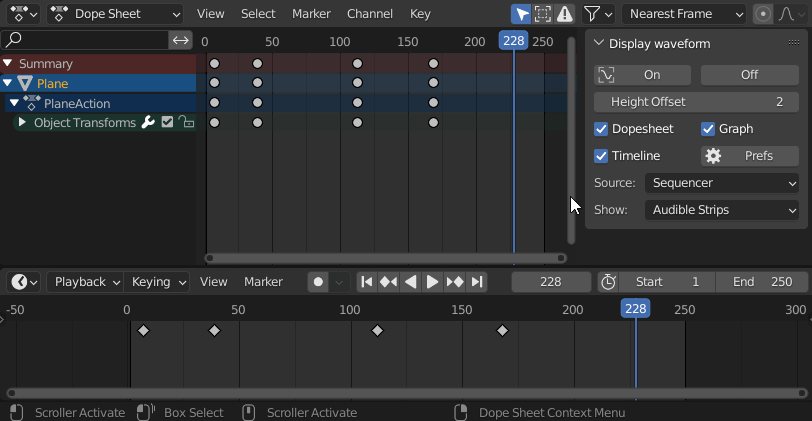 Dope Sheet View Select Marker Channel Key Nearest Frame
0 50 100 150 200 228 250
Summary
Plane
PlaneAction
Object Transforms
Display waveform
On Off
Height Offset 2
Dopesheet Graph
Timeline Prefs
Source: Sequencer
Show: Audible Strips
Playback Keying View Marker 228 Start 1 End 250
-50 0 50 100 150 200 228 250 300
Scroller Activate Box Select Scroller Activate Dope Sheet Context Menu